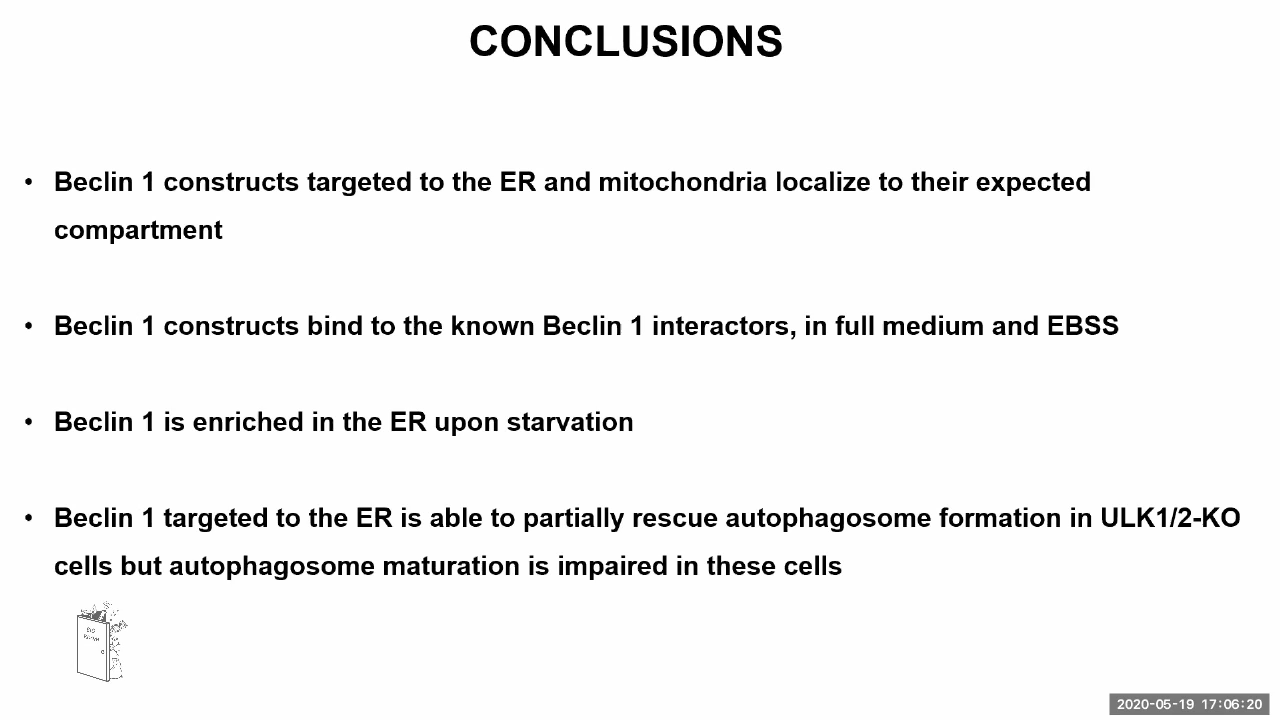 CONCLUSIONS
• Beclin 1 constructs targeted to the ER and mitochondria localize to their expected
compartment
• Beclin 1 constructs bind to the known Beclin 1 interactors, in full medium and EBSS
• Beclin 1 is enriched in the ER upon starvation
• Beclin 1 targeted to the ER is able to partially rescue autophagosome formation in ULK1/2-KO
cells but autophagosome maturation is impaired in these cells
2020-05-19 17:06:20